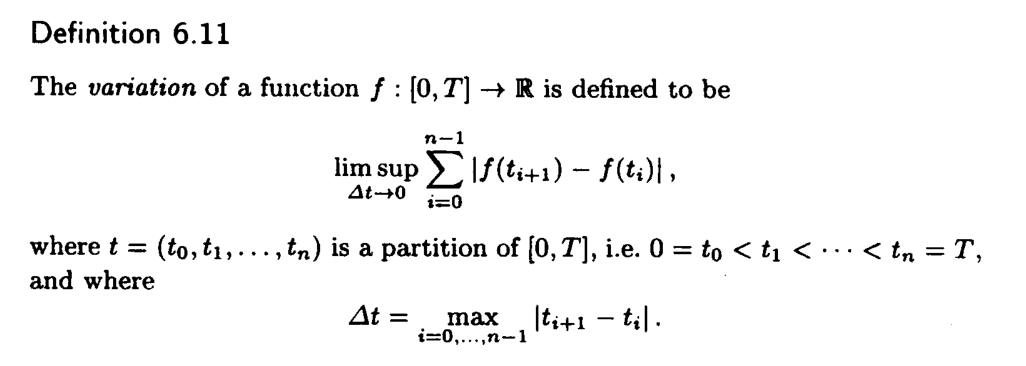 Definition 6.11
The variation of a function f : [0, T] → ℝ is defined to be
lim sup_{Δt→0} ∑_{i=0}^{n−1} |f(t_{i+1}) − f(t_i)| ,
where t = (t_0, t_1, . . . , t_n) is a partition of [0, T], i.e. 0 = t_0 < t_1 < · · · < t_n = T,
and where
Δt = max_{i=0,...,n−1} |t_{i+1} − t_i| .